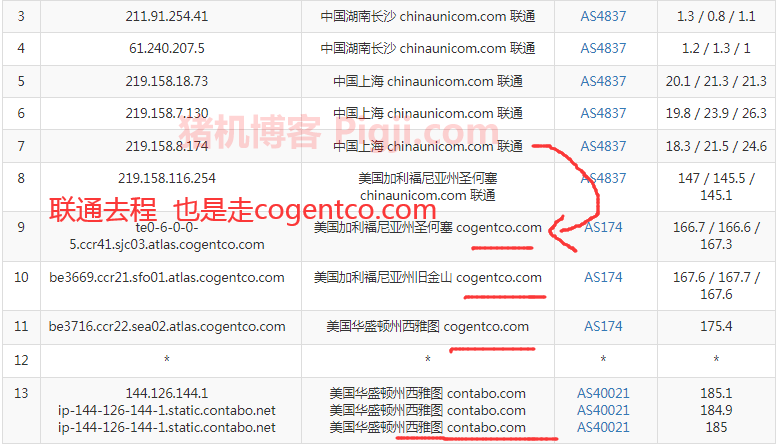 3 211.91.254.41 中国湖南长沙 chinaunicom.com 联通 AS4837 1.3 / 0.8 / 1.1
4 61.240.207.5 中国湖南长沙 chinaunicom.com 联通 AS4837 1.2 / 1.3 / 1
5 219.158.18.73 中国上海 chinaunicom.com 联通 AS4837 20.1 / 21.3 / 21.3
6 219.158.7.130 中国上海 chinaunicom.com 联通 AS4837 19.8 / 23.9 / 26.3
猪机博客 Pigji.com
7 219.158.8.174 中国上海 chinaunicom.com 联通 AS4837 18.3 / 21.5 / 24.6
8 219.158.116.254 美国加利福尼亚州圣何塞 AS4837 147 / 145.5 /
chinaunicom.com 联通 145.1
联通去程 也是走cogentco.com
9 te0-6-0-0- 美国加利福尼亚州圣何塞 cogentco.com AS174 166.7 / 166.6 /
5.ccr41.sjc03.atlas.cogentco.com 167.3
10 be3669.ccr21.sfo01.atlas.cogentco.com 美国加利福尼亚州旧金山 cogentco.com AS174 167.6 / 167.7 /
167.6
11 be3716.ccr22.sea02.atlas.cogentco.com 美国华盛顿州西雅图 cogentco.com AS174 175.4
12 * * * *
13 144.126.144.1 美国华盛顿州西雅图 contabo.com AS40021 185.1
ip-144-126-144-1.static.contabo.net 美国华盛顿州西雅图 contabo.com AS40021 184.9
ip-144-126-144-1.static.contabo.net 美国华盛顿州西雅图 contabo.com AS40021 185